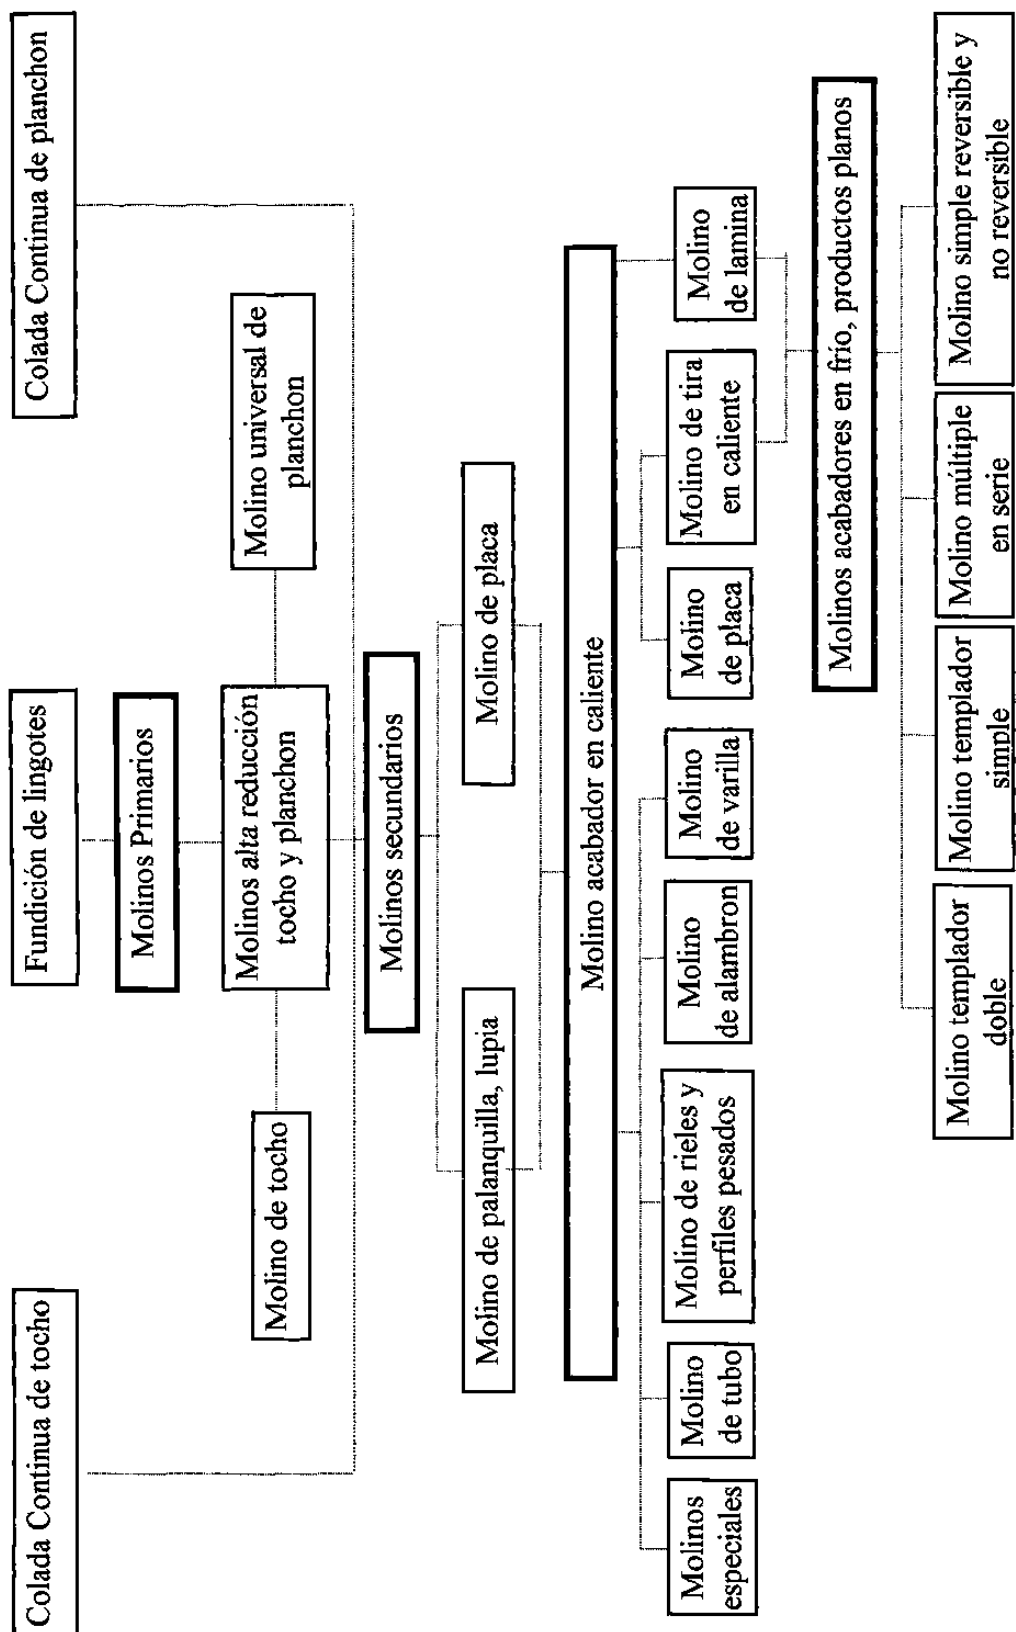 Colada Continua de tocho
Fundición de lingotes
Colada Continua de planchon
Molinos Primarios
Molino de tocho
Molinos alta reducción
tocho y planchon
Molino universal de
planchon
Molinos secundarios
Molino de palanquilla, lupia
Molino de placa
Molino acabador en caliente
Molinos
especiales
Molino
de tubo
Molino de rieles y
perfiles pesados
Molino
de alambron
Molino
de varilla
Molino
de placa
Molino de tira
en caliente
Molino
de lamina
Molinos acabadores en frío, productos planos
Molino templador
doble
Molino templador
simple
Molino múltiple
en serie
Molino simple reversible y
no reversible